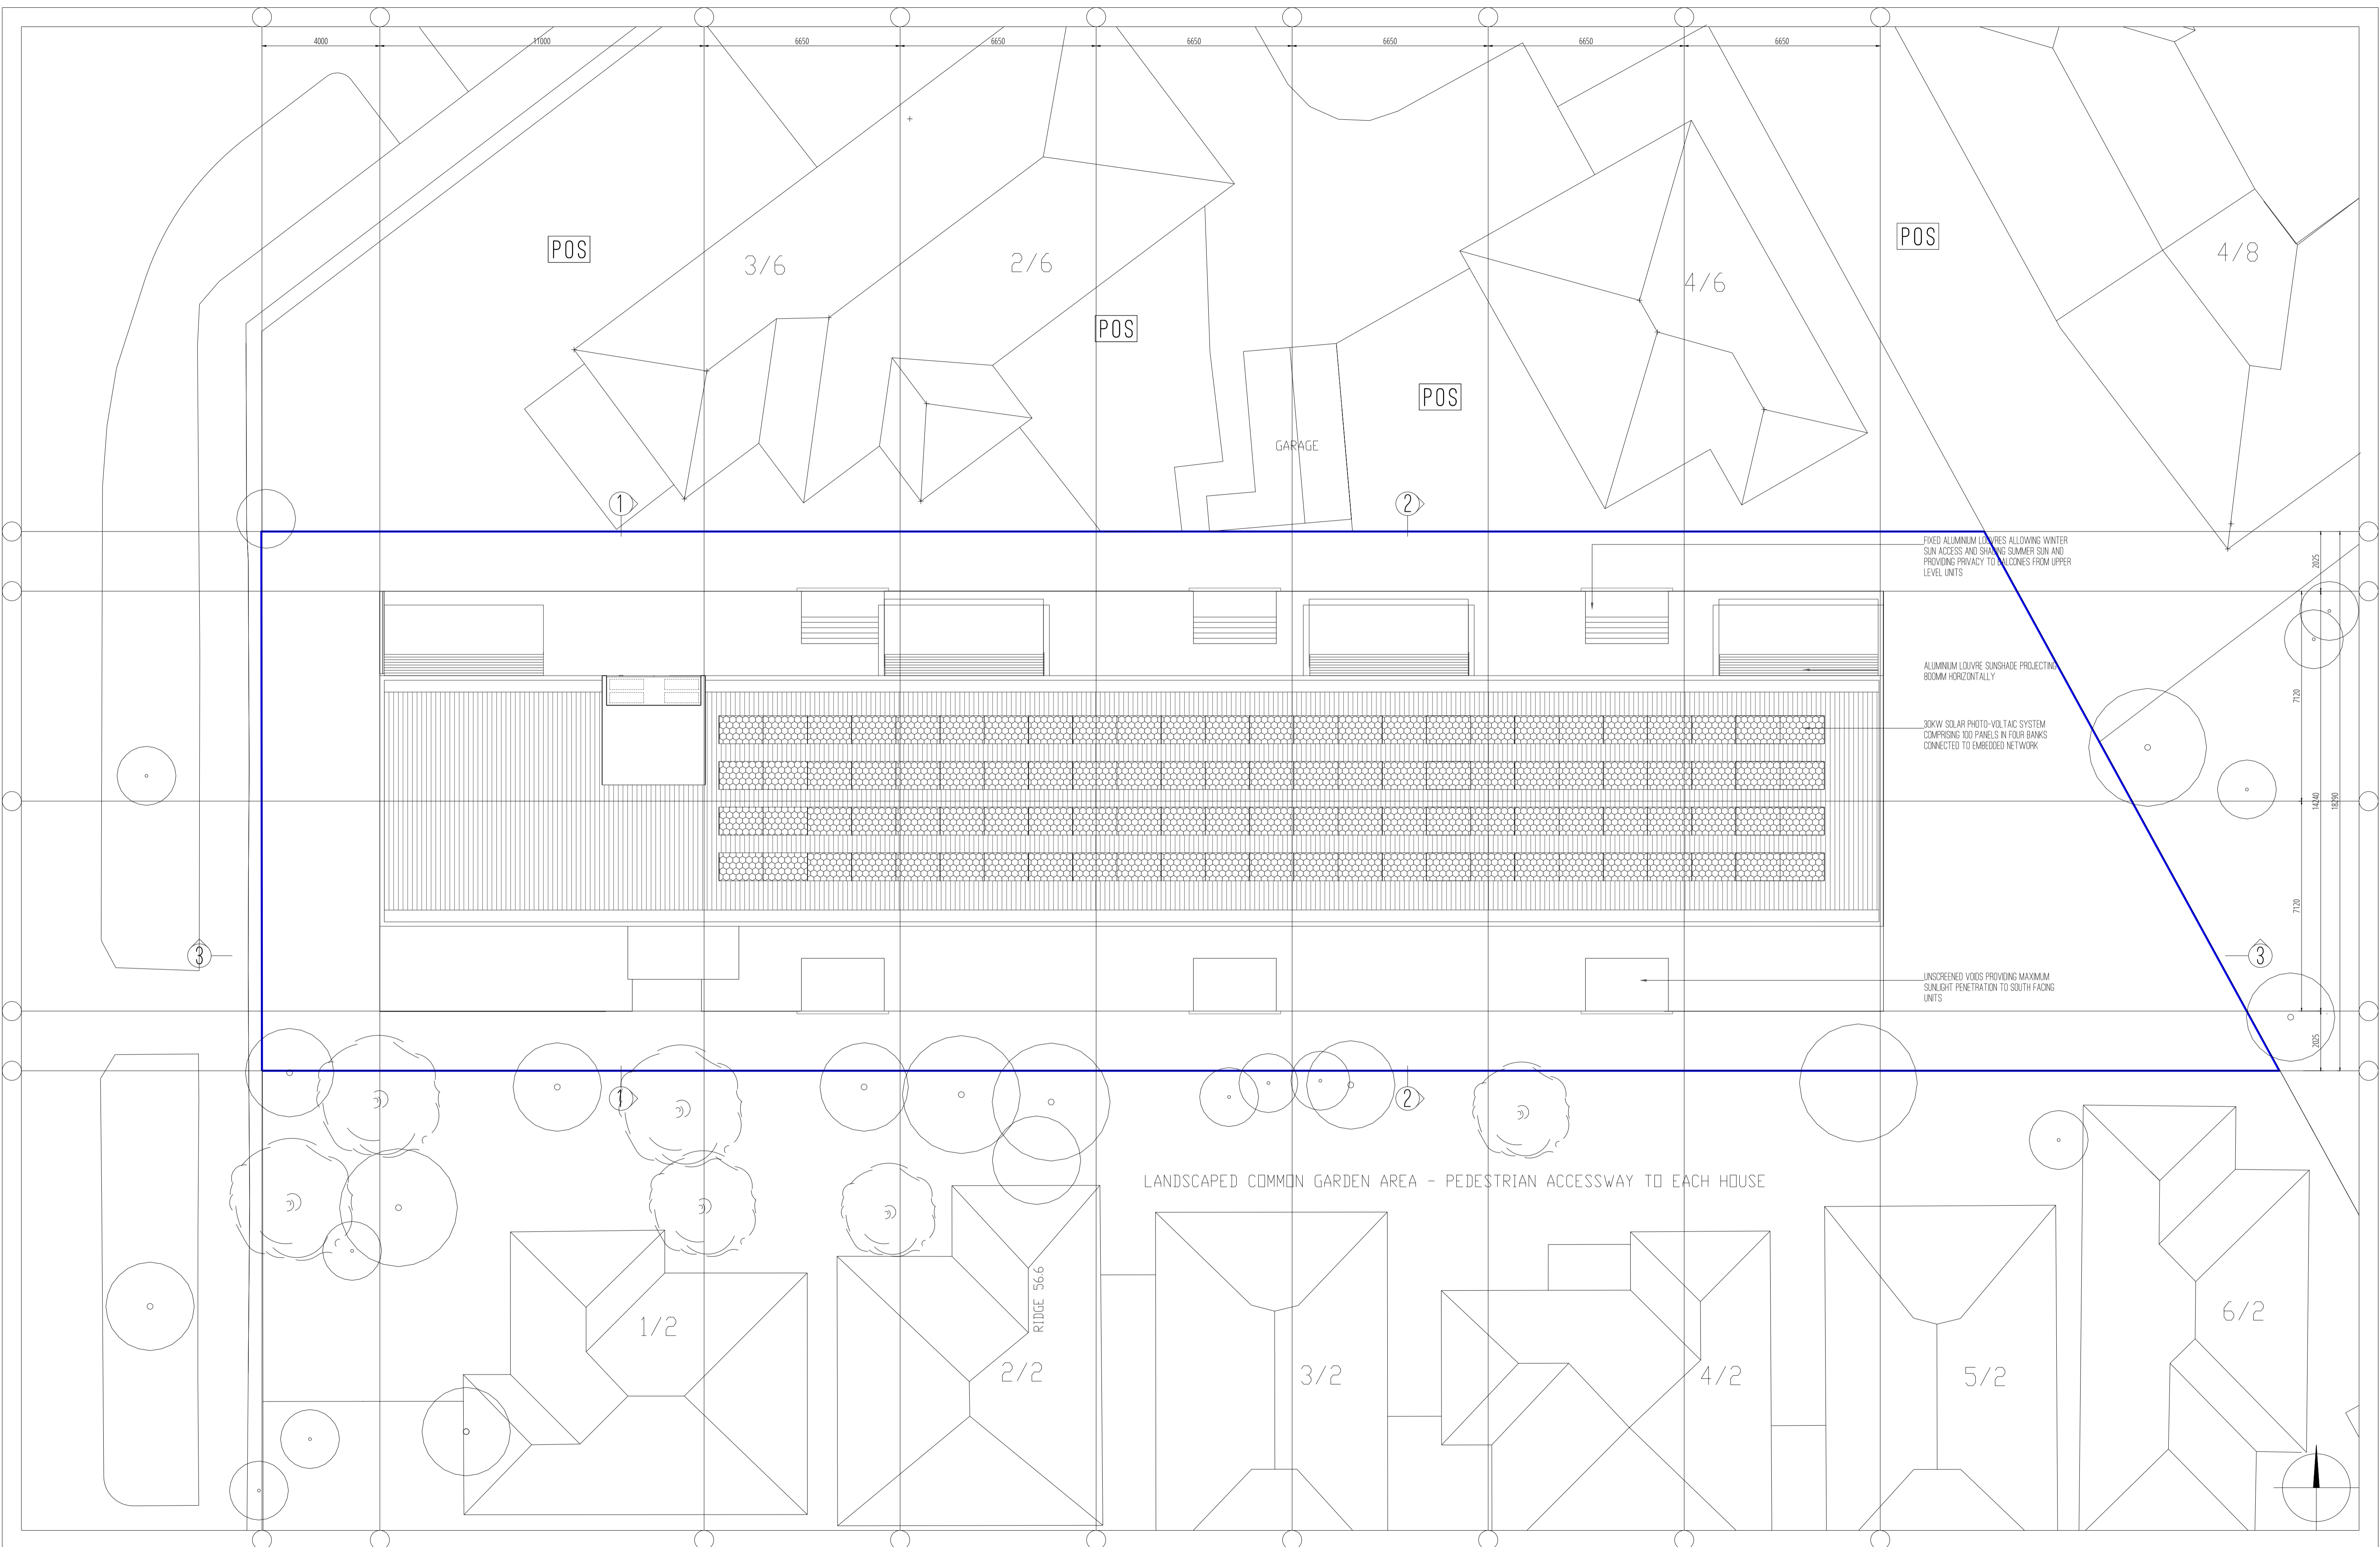 4000
11000
6650
6650
6650
6650
6650
6650
POS
3/6
2/6
POS
4/6
POS
4/8
POS
GARAGE
1
2
FIXED ALUMINIUM LOUVRES ALLOWING WINTER
SUN ACCESS AND SHADING SUMMER SUN AND
PROVIDING PRIVACY TO BALCONIES FROM UPPER
LEVEL UNITS
2025
ALUMINIUM LOUVRE SUNSHADE PROJECTING
800MM HORIZONTALLY
7120
30KW SOLAR PHOTO-VOLTAIC SYSTEM
COMPRISING 100 PANELS IN FOUR BANKS
CONNECTED TO EMBEDDED NETWORK
14240
18290
7120
3
3
UNSCREENED VOIDS PROVIDING MAXIMUM
SUNLIGHT PENETRATION TO SOUTH FACING
UNITS
2025
1
2
LANDSCAPED COMMON GARDEN AREA - PEDESTRIAN ACCESSWAY TO EACH HOUSE
RIDGE 56.6
1/2
2/2
3/2
4/2
5/2
6/2